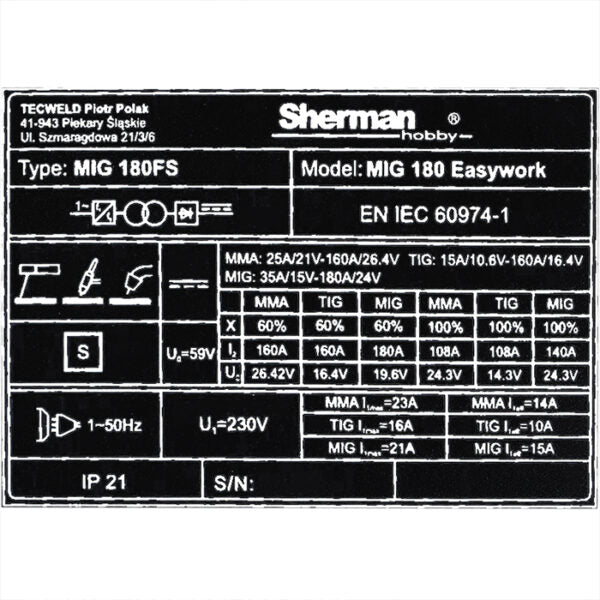 TECWELD Piotr Polak
41-943 Piekary Śląskie
Ul. Szmaragdowa 21/3/6
Sherman ®
hobby
Type: MIG 180FS
Model: MIG 180 Easywork
1~
EN IEC 60974-1
MMA: 25A/21V-160A/26.4V TIG: 15A/10.6V-160A/16.4V
MIG: 35A/15V-180A/24V
MMA TIG MIG MMA TIG MIG
X 60% 60% 60% 100% 100% 100%
S
U₀=59V
I₂ 160A 160A 180A 108A 108A 140A
U₂ 26.42V 16.4V 19.6V 24.3V 14.3V 24.3V
1~50Hz
U₁=230V
MMA I₁max=23A MMA I₁eff=14A
TIG I₁max=16A TIG I₁eff=10A
MIG I₁max=21A MIG I₁eff=15A
IP 21
S/N: